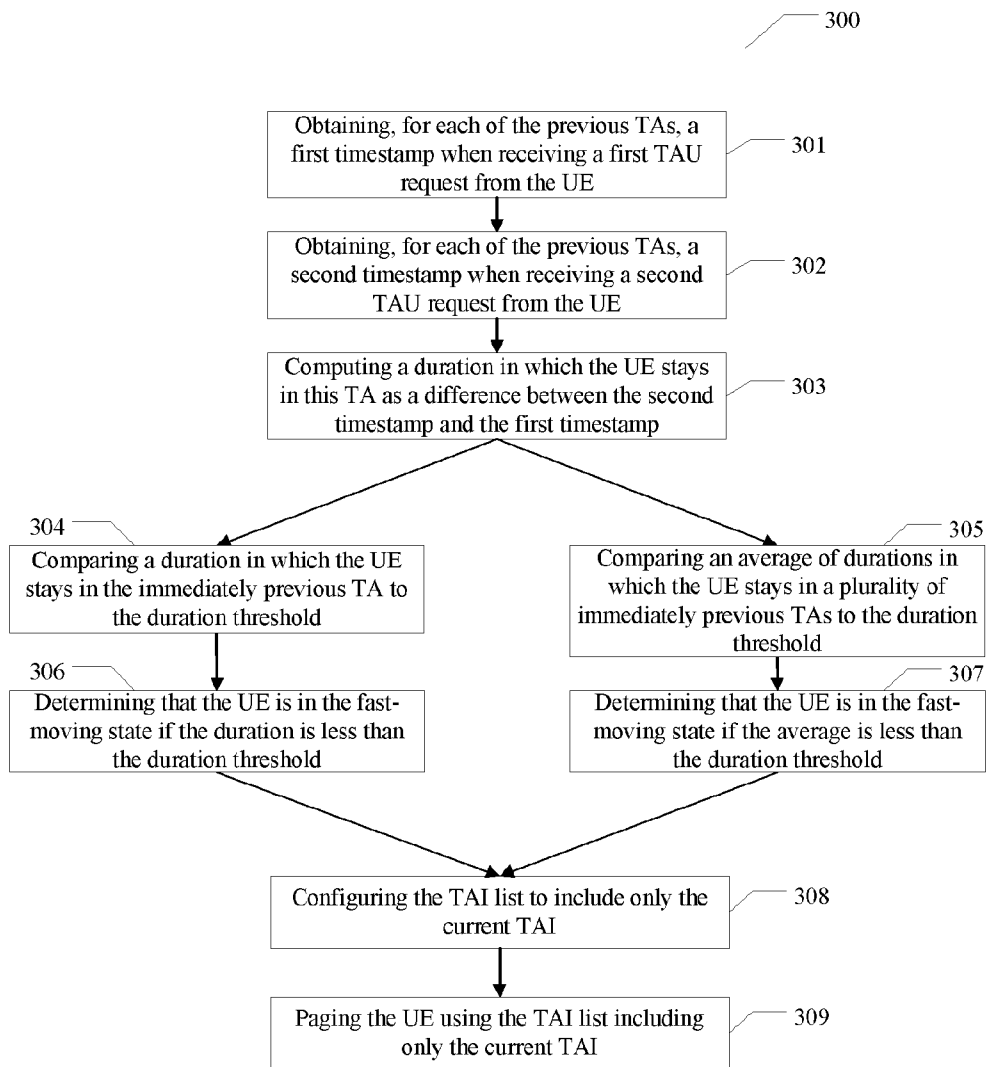 300
Obtaining, for each of the previous TAs, a
first timestamp when receiving a first TAU
request from the UE
301
Obtaining, for each of the previous TAs, a
second timestamp when receiving a second
TAU request from the UE
302
Computing a duration in which the UE stays
in this TA as a difference between the second
timestamp and the first timestamp
303
304
Comparing a duration in which the UE
stays in the immediately previous TA to
the duration threshold
305
Comparing an average of durations in
which the UE stays in a plurality of
immediately previous TAs to the duration
threshold
306
Determining that the UE is in the fast-
moving state if the duration is less than
the duration threshold
307
Determining that the UE is in the fast-
moving state if the average is less than
the duration threshold
Configuring the TAI list to include only the
current TAI
308
Paging the UE using the TAI list including
only the current TAI
309